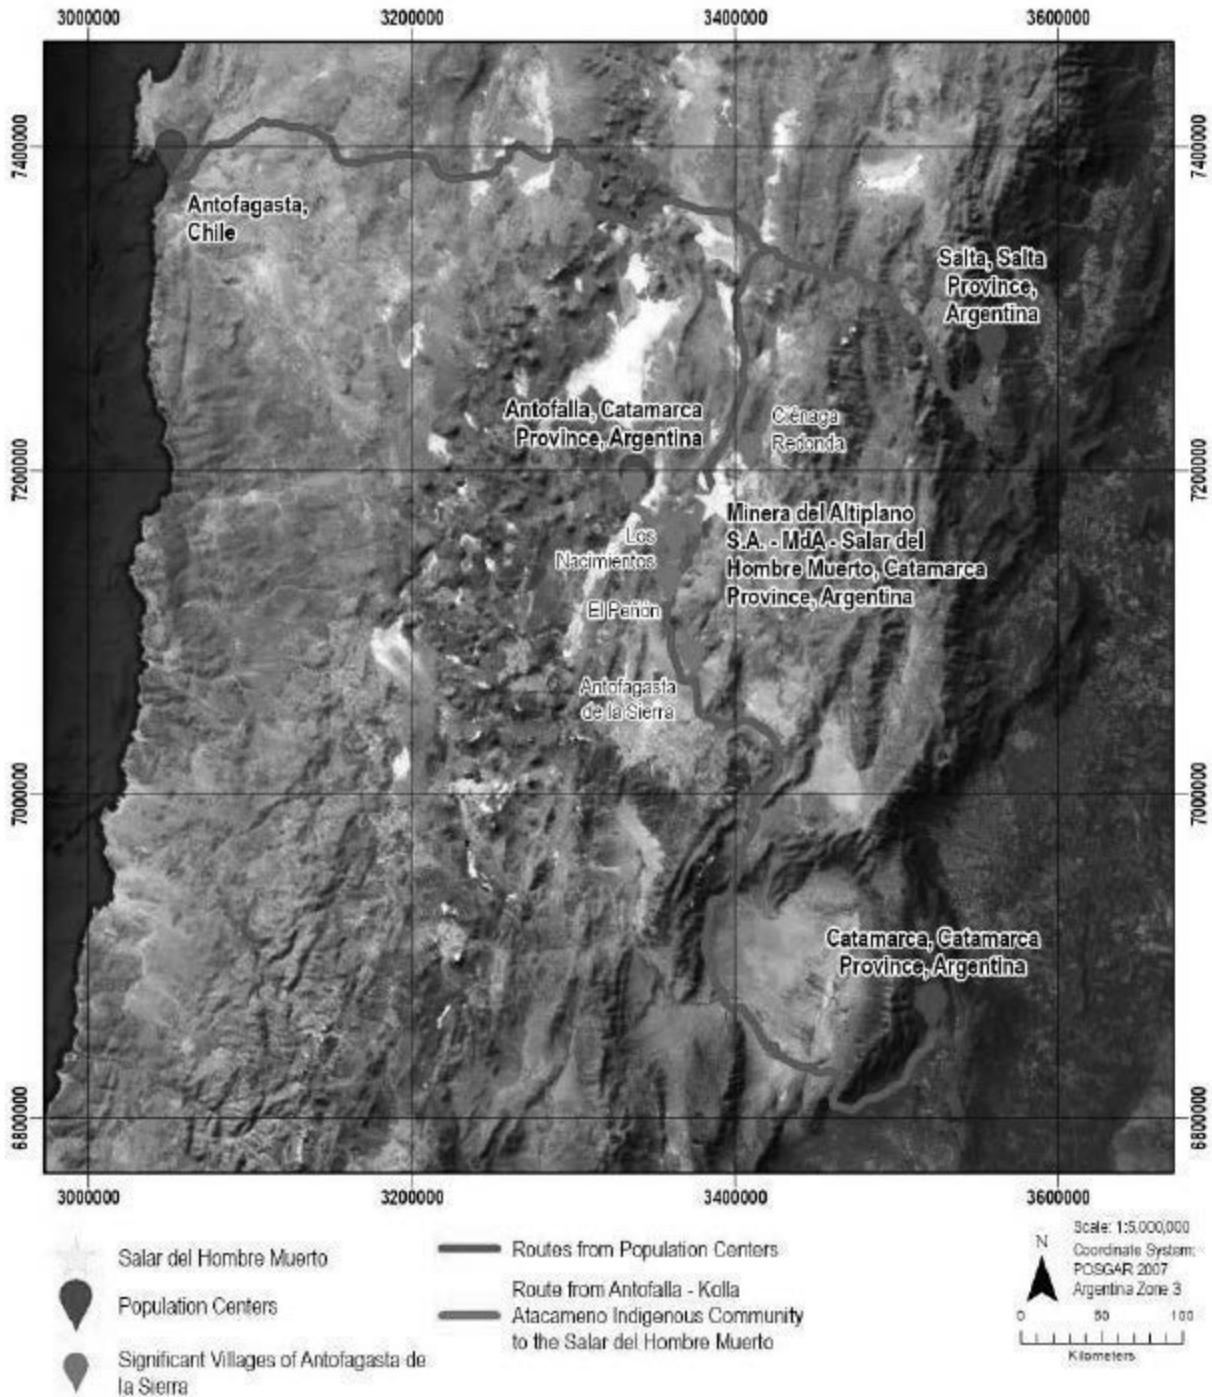 3000000 3200000 3400000 3600000
7400000 7400000
Antofagasta,
Chile
Salta, Salta
Province,
Argentina
Antofalla, Catamarca
Province, Argentina
Ciénaga
Redonda
7200000 7200000
Minera del Altiplano
S.A. - MdA - Salar del
Hombre Muerto, Catamarca
Province, Argentina
Los
Nacimientos
El Peñón
Antofagasta
de la Sierra
7000000 7000000
Catamarca, Catamarca
Province, Argentina
6800000 6800000
3000000 3200000 3400000 3600000
Salar del Hombre Muerto
Population Centers
Significant Villages of Antofagasta de
la Sierra
Routes from Population Centers
Route from Antofalla - Kolla
Atacameno Indigenous Community
to the Salar del Hombre Muerto
N
Scale: 1:5,000,000
Coordinate System:
POSGAR 2007
Argentina Zone 3
0 50 100
Kilometers